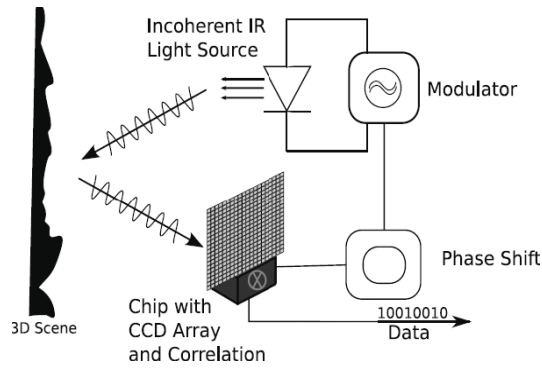 Incoherent IR
Light Source
Modulator
Phase Shift
Chip with
CCD Array
and Correlation
3D Scene
10010010
Data